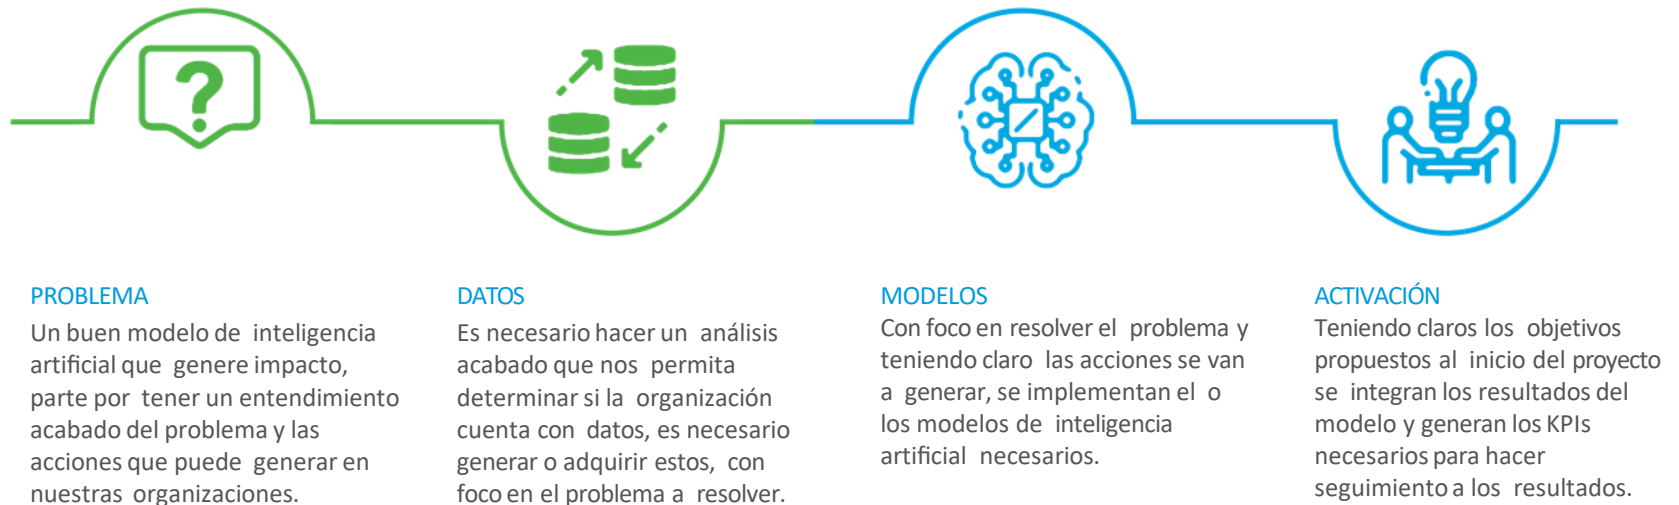 ?
PROBLEMA
Un buen modelo de inteligencia
artificial que genere impacto,
parte por tener un entendimiento
acabado del problema y las
acciones que puede generar en
nuestras organizaciones.
DATOS
Es necesario hacer un análisis
acabado que nos permita
determinar si la organización
cuenta con datos, es necesario
generar o adquirir estos, con
foco en el problema a resolver.
MODELOS
Con foco en resolver el problema y
teniendo claro las acciones se van
a generar, se implementan el o
los modelos de inteligencia
artificial necesarios.
ACTIVACIÓN
Teniendo claros los objetivos
propuestos al inicio del proyecto
se integran los resultados del
modelo y generan los KPIs
necesarios para hacer
seguimiento a los resultados.